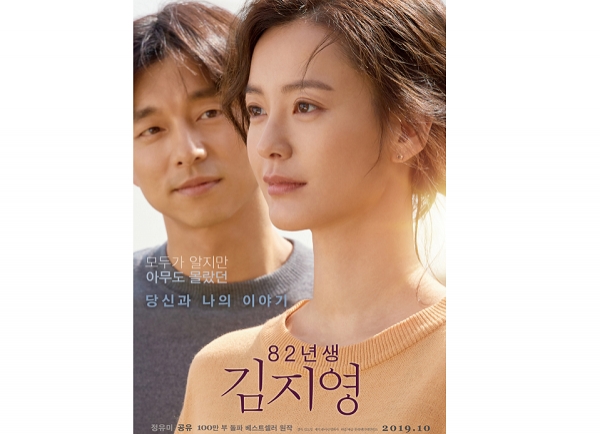 모두가 알지만
아무도 몰랐던
당신과 나의 이야기
82년생
김지영
정유미 공유 100만 부 돌파 베스트셀러 원작
2019.10